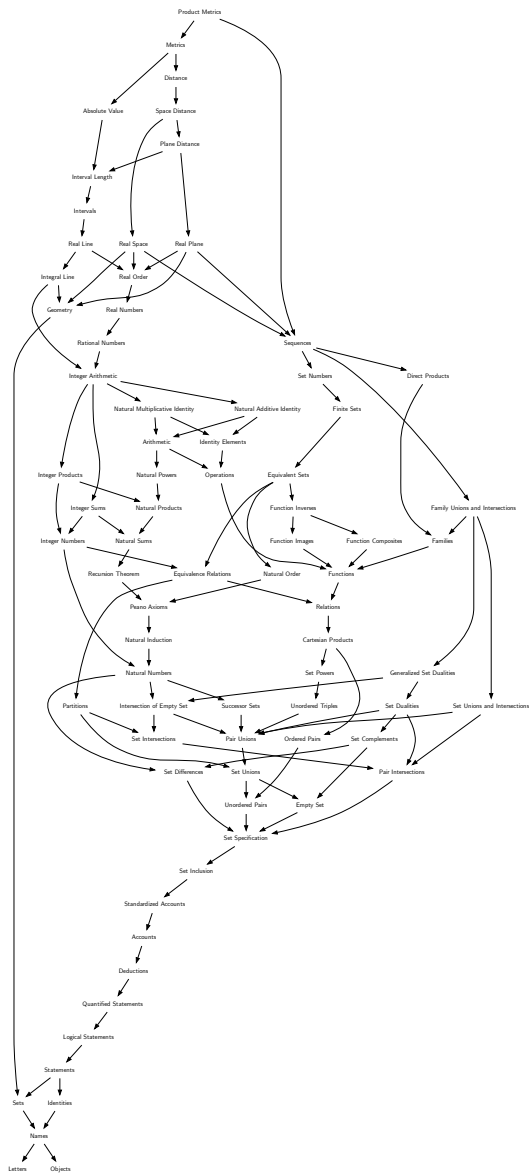 Product Metrics
Metrics
Distance
Absolute Value Space Distance
Plane Distance
Interval Length
Intervals
Real Line Real Space Real Plane
Integral Line Real Order
Geometry Real Numbers
Rational Numbers Sequences
Integer Arithmetic Set Numbers Direct Products
Natural Multiplicative Identity Natural Additive Identity Finite Sets
Arithmetic Identity Elements
Integer Products Natural Powers Operations Equivalent Sets
Integer Sums Natural Products Function Inverses Family Unions and Intersections
Integer Numbers Natural Sums Function Images Function Composites Families
Recursion Theorem Equivalence Relations Natural Order Functions
Peano Axioms Relations
Natural Induction Cartesian Products
Natural Numbers Set Powers Generalized Set Dualities
Partitions Intersection of Empty Set Successor Sets Unordered Triples Set Dualities Set Unions and Intersections
Set Intersections Pair Unions Ordered Pairs Set Complements
Set Differences Set Unions Pair Intersections
Unordered Pairs Empty Set
Set Specification
Set Inclusion
Standardized Accounts
Accounts
Deductions
Quantified Statements
Logical Statements
Statements
Sets Identities
Names
Letters Objects